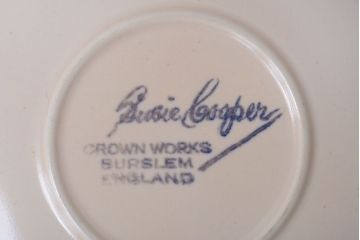 Susie Cooper
CROWN WORKS
BURSLEM
ENGLAND